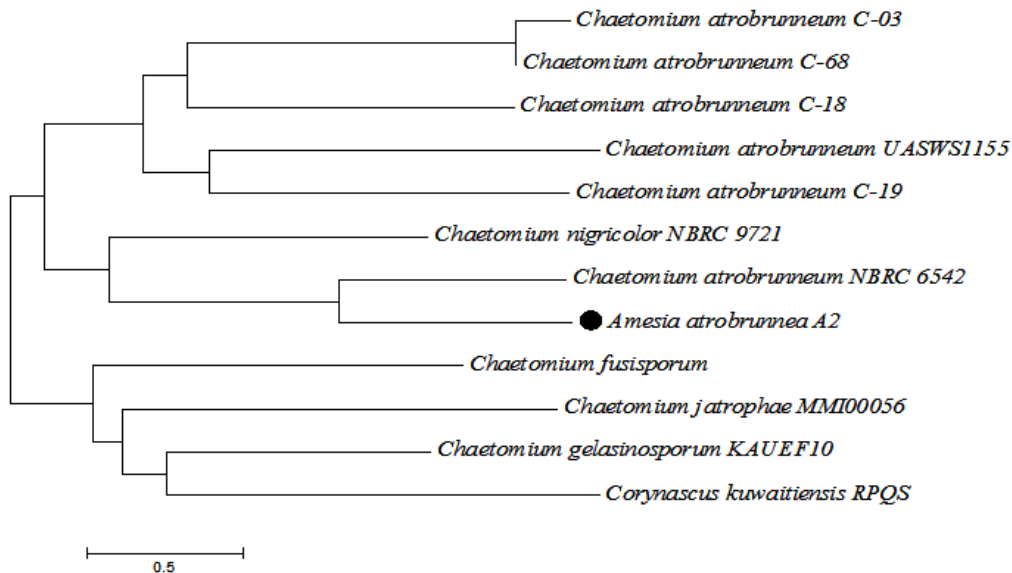 Chaetomium atrobrunneum C-03
Chaetomium atrobrunneum C-68
Chaetomium atrobrunneum C-18
Chaetomium atrobrunneum UASWS1155
Chaetomium atrobrunneum C-19
Chaetomium nigricolor NBRC 9721
Chaetomium atrobrunneum NBRC 6542
Amesia atrobrunnea A2
Chaetomium fusisporum
Chaetomium jatrophae MMI00056
Chaetomium gelasinosporum KAUEF10
Corynascus kuwaitiensis RPQS
0.5